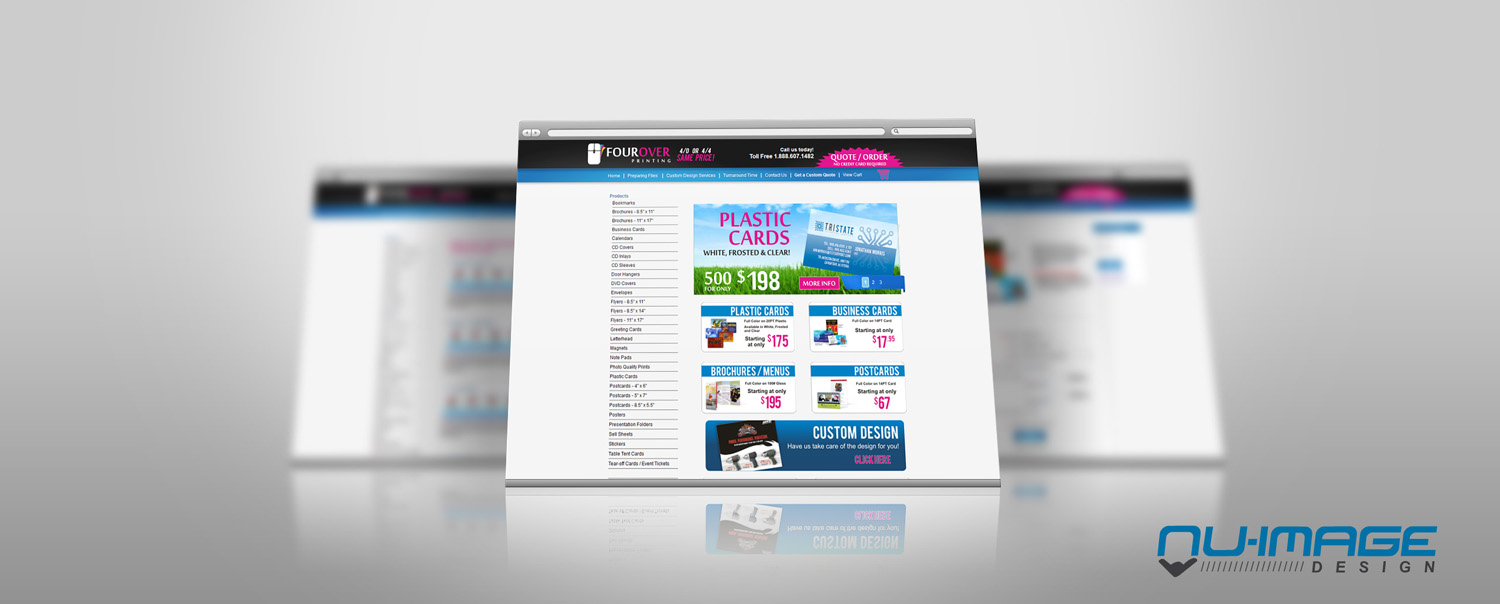 FOUROVER
PRINTING
4/0 OR 4/4
SAME PRICE!
Call us today!
Toll Free 1.888.607.1482
QUOTE / ORDER
NO CREDIT CARD REQUIRED
Home | Preparing Files | Custom Design Services | Turnaround Time | Contact Us | Get a Custom Quote | View Cart
Products
Bookmarks
Brochures - 8.5" x 11"
Brochures - 11" x 17"
Business Cards
Calendars
CD Covers
CD Inlays
CD Sleeves
Door Hangers
DVD Covers
Envelopes
Flyers - 8.5" x 11"
Flyers - 8.5" x 14"
Flyers - 11" x 17"
Greeting Cards
Letterhead
Magnets
Note Pads
Photo Quality Prints
Plastic Cards
Postcards - 4" x 6"
Postcards - 5" x 7"
Postcards - 8.5" x 5.5"
Posters
Presentation Folders
Sell Sheets
Stickers
Table Tent Cards
Tear-off Cards / Event Tickets
PLASTIC
CARDS
WHITE, FROSTED & CLEAR!
500
FOR ONLY
$198
TRISTATE
MORE INFO
1 2 3
PLASTIC CARDS
Full Color on 20PT Plastic
Available in White, Frosted
and Clear
Starting
at only
$175
BUSINESS CARDS
Full Color on 14PT Card
Starting at only
$17.95
BROCHURES / MENUS
Full Color on 100# Gloss
Starting at only
$195
POSTCARDS
Full Color on 14PT Card
Starting at only
$67
CUSTOM DESIGN
Have us take care of the design for you!
CLICK HERE
NU-IMAGE
DESIGN